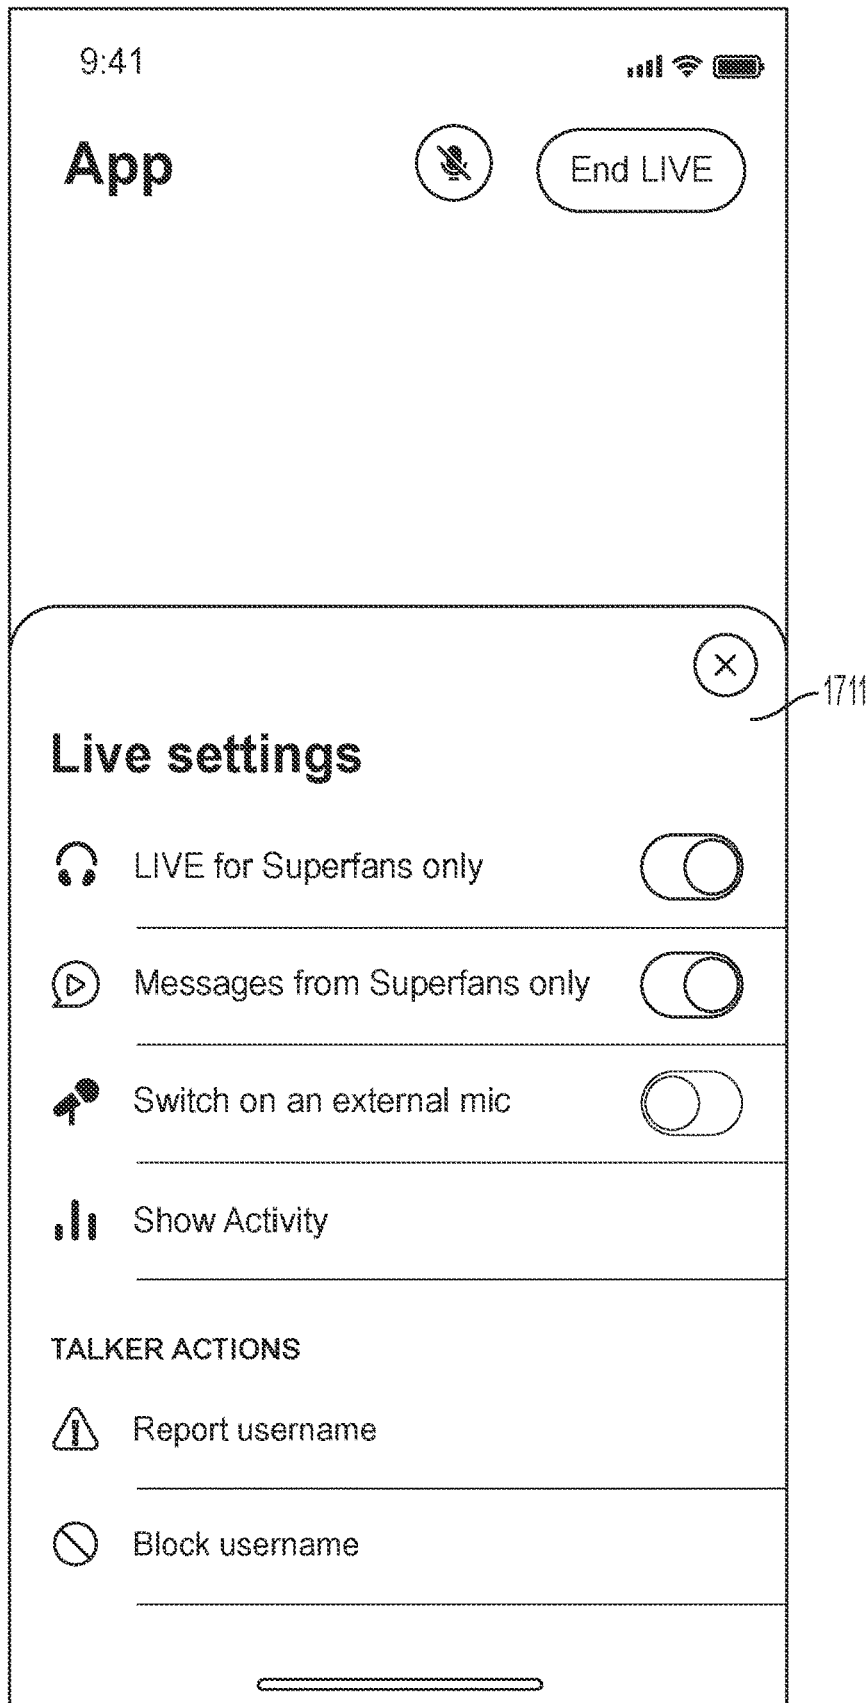 9:41
App
End LIVE
1711
Live settings
LIVE for Superfans only
Messages from Superfans only
Switch on an external mic
Show Activity
TALKER ACTIONS
Report username
Block username